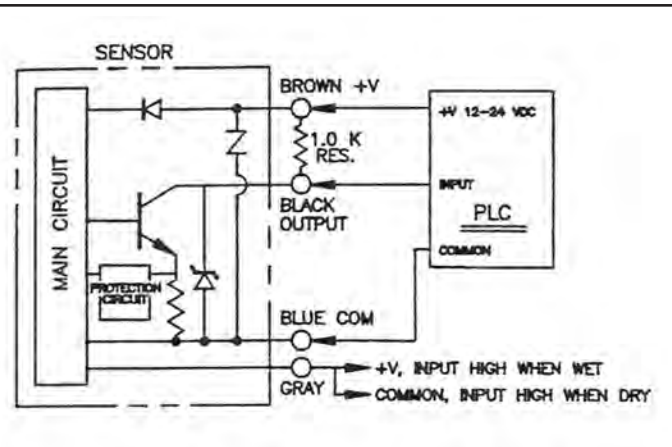 SENSOR
BROWN +V
+V 12-24 VDC
1.0 K
RES.
INPUT
BLACK
OUTPUT
PLC
MAIN CIRCUIT
COMMON
PROTECTION
CIRCUIT
BLUE COM
+V, INPUT HIGH WHEN WET
GRAY
COMMON, INPUT HIGH WHEN DRY